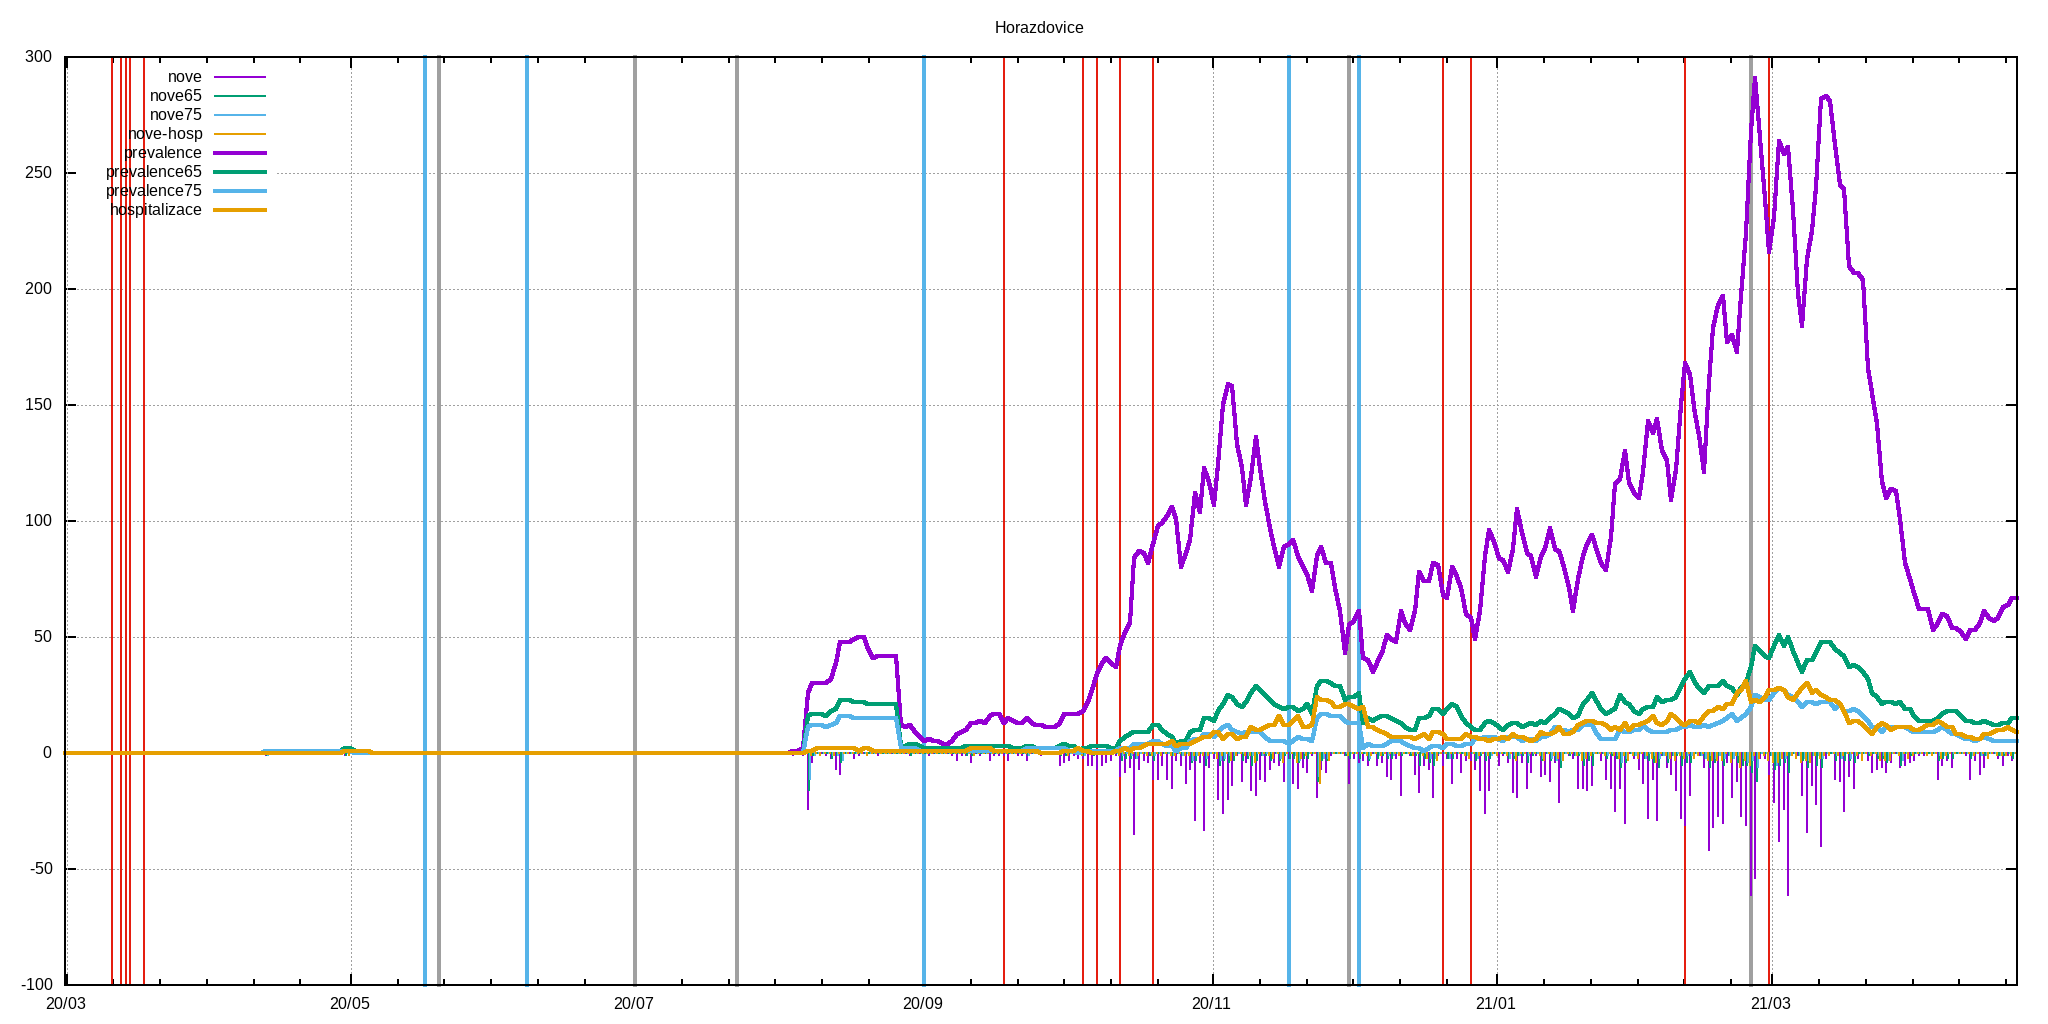 Horazdovice
300
250
200
150
100
50
0
-50
-100
nove
nove65
nove75
nove-hosp
prevalence
prevalence65
prevalence75
hospitalizace
20/03 20/05 20/07 20/09 20/11 21/01 21/03